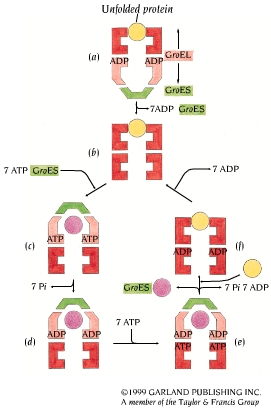 Unfolded protein
(a)
ADP ADP
GroEL
GroES
7ADP GroES
(b)
7 ATP GroES
7 ADP
(c)
ATP ATP
(f)
ADP ADP
7 Pi
GroES
7 Pi 7 ADP
(d)
ADP ADP
7 ATP
ADP ADP
ATP ATP
(e)
©1999 GARLAND PUBLISHING INC.
A member of the Taylor & Francis Group